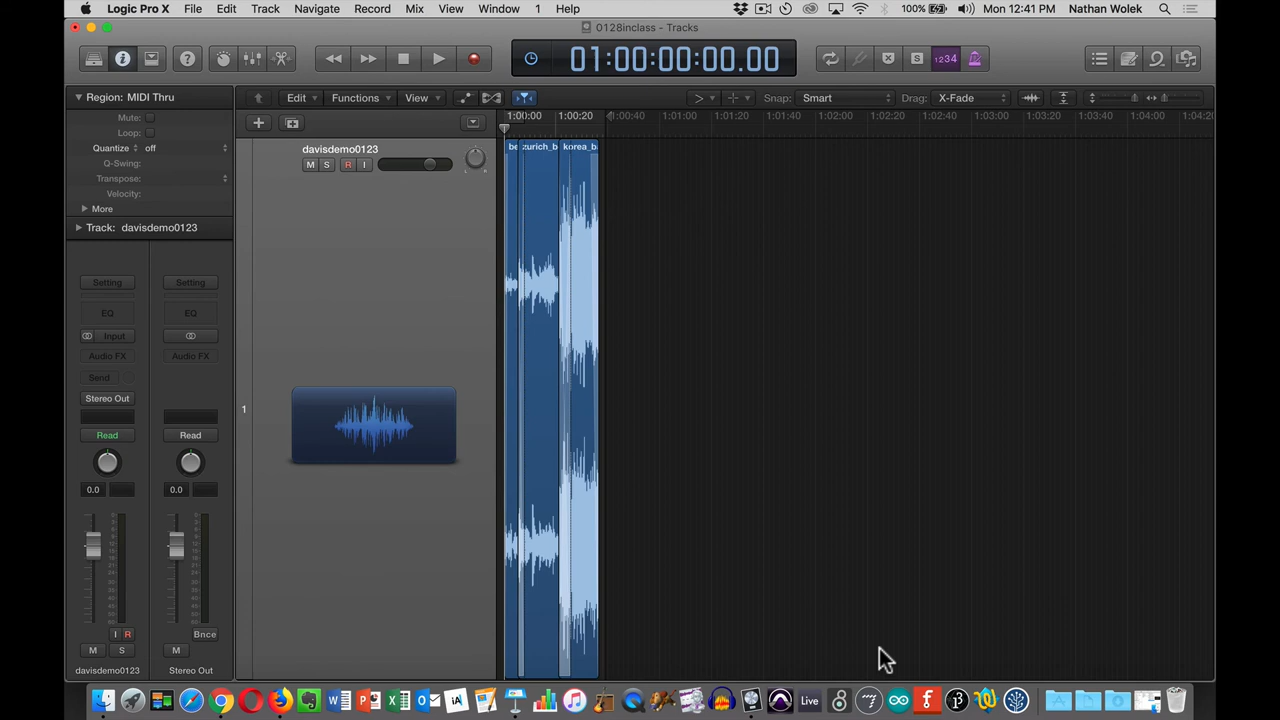 Logic Pro X File Edit Track Navigate Record Mix View Window 1 Help 100% Mon 12:41 PM Nathan Wolek
0128inclass - Tracks
01:00:00:00.00
1234
Region: MIDI Thru
Edit Functions View Snap: Smart Drag: X-Fade
Mute:
Loop:
Quantize off
Q-Swing:
Transpose:
Velocity:
More
Track: davisdemo0123
1:00:00 1:00:20 1:00:40 1:01:00 1:01:20 1:01:40 1:02:00 1:02:20 1:02:40 1:03:00 1:03:20 1:03:40 1:04:00 1:04:20
davisdemo0123
M S R I
L R
be zurich_b korea_b
1
Setting Setting
EQ EQ
Input
Audio FX Audio FX
Send
Stereo Out
Read Read
0.0 0.0
I R Bnce
M S M
davisdemo0123 Stereo Out
iA Live